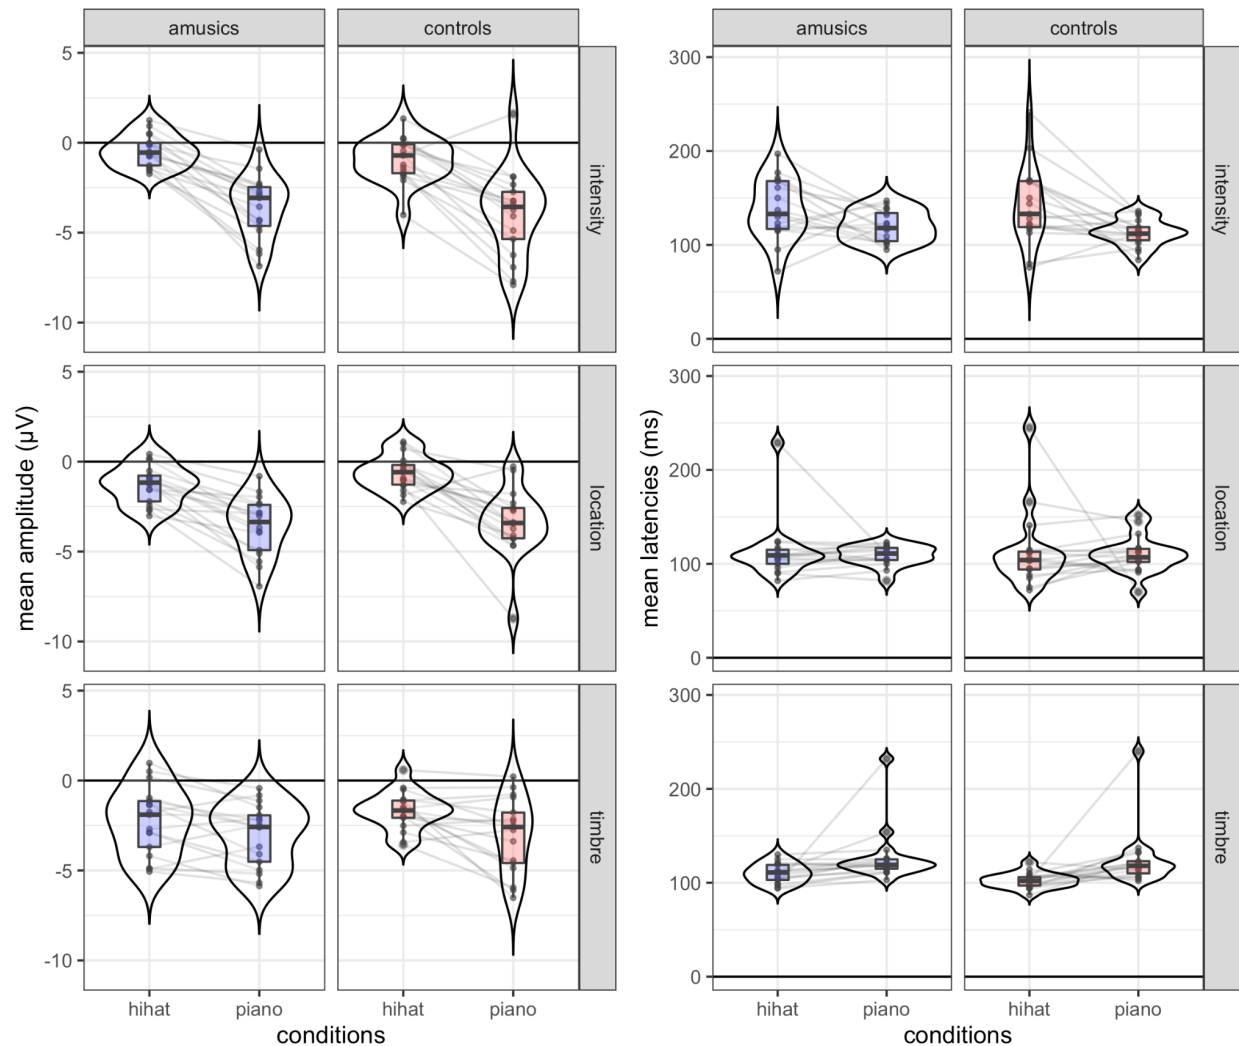 amusics
controls
5
0
-5
-10
intensity
5
0
-5
-10
location
5
0
-5
-10
timbre
mean amplitude (μV)
hihat
piano
hihat
piano
conditions
amusics
controls
300
200
100
0
intensity
300
200
100
0
location
300
200
100
0
timbre
mean latencies (ms)
hihat
piano
hihat
piano
conditions